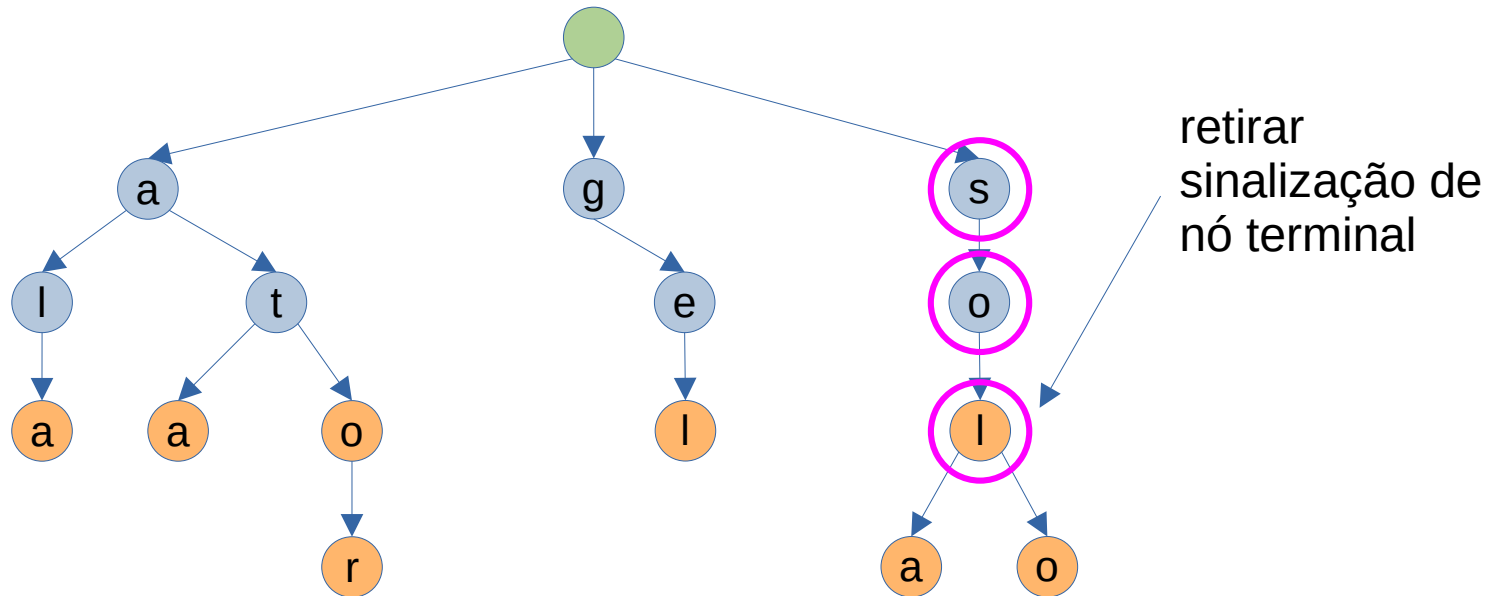 retirar
sinalização de
nó terminal
a
g
s
l
t
e
o
a
a
o
l
l
r
a
o